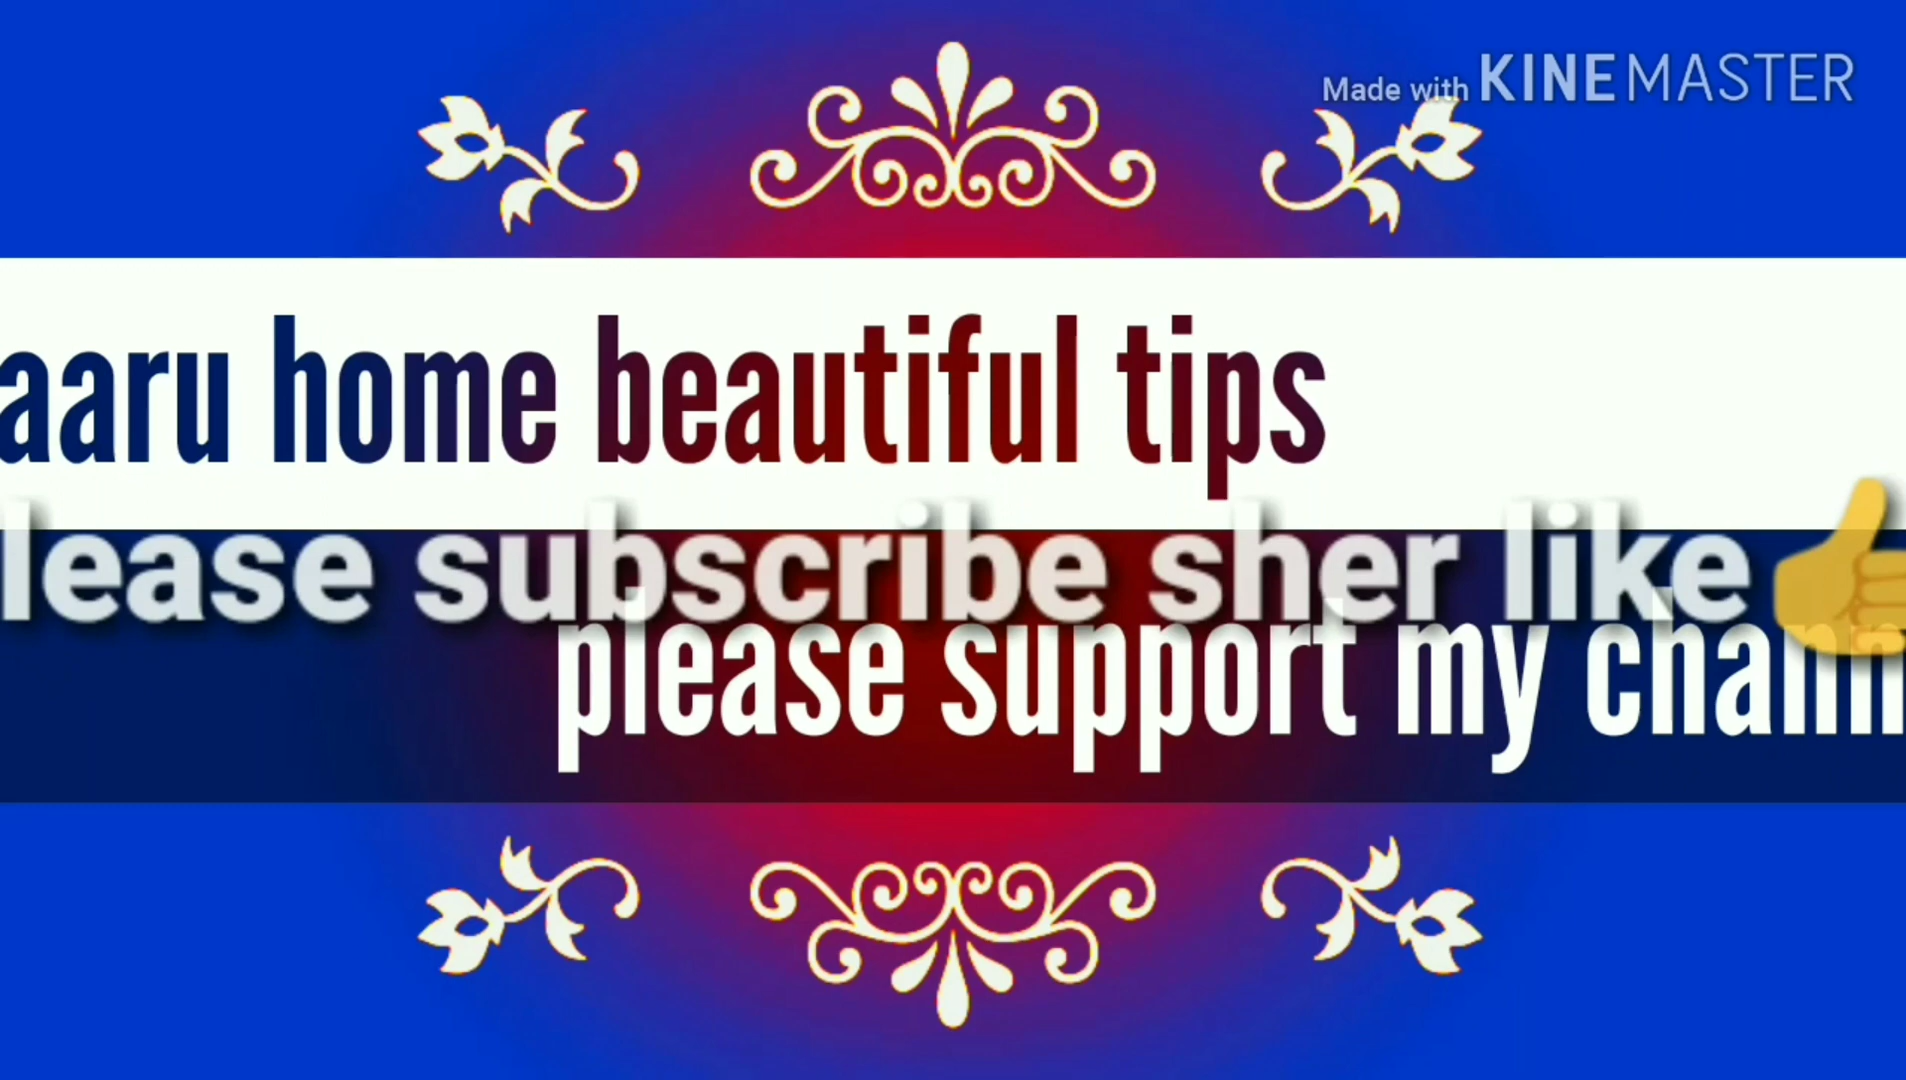 Made with KINEMASTER
aaru home beautiful tips
lease subscribe sher like👍
please support my chann